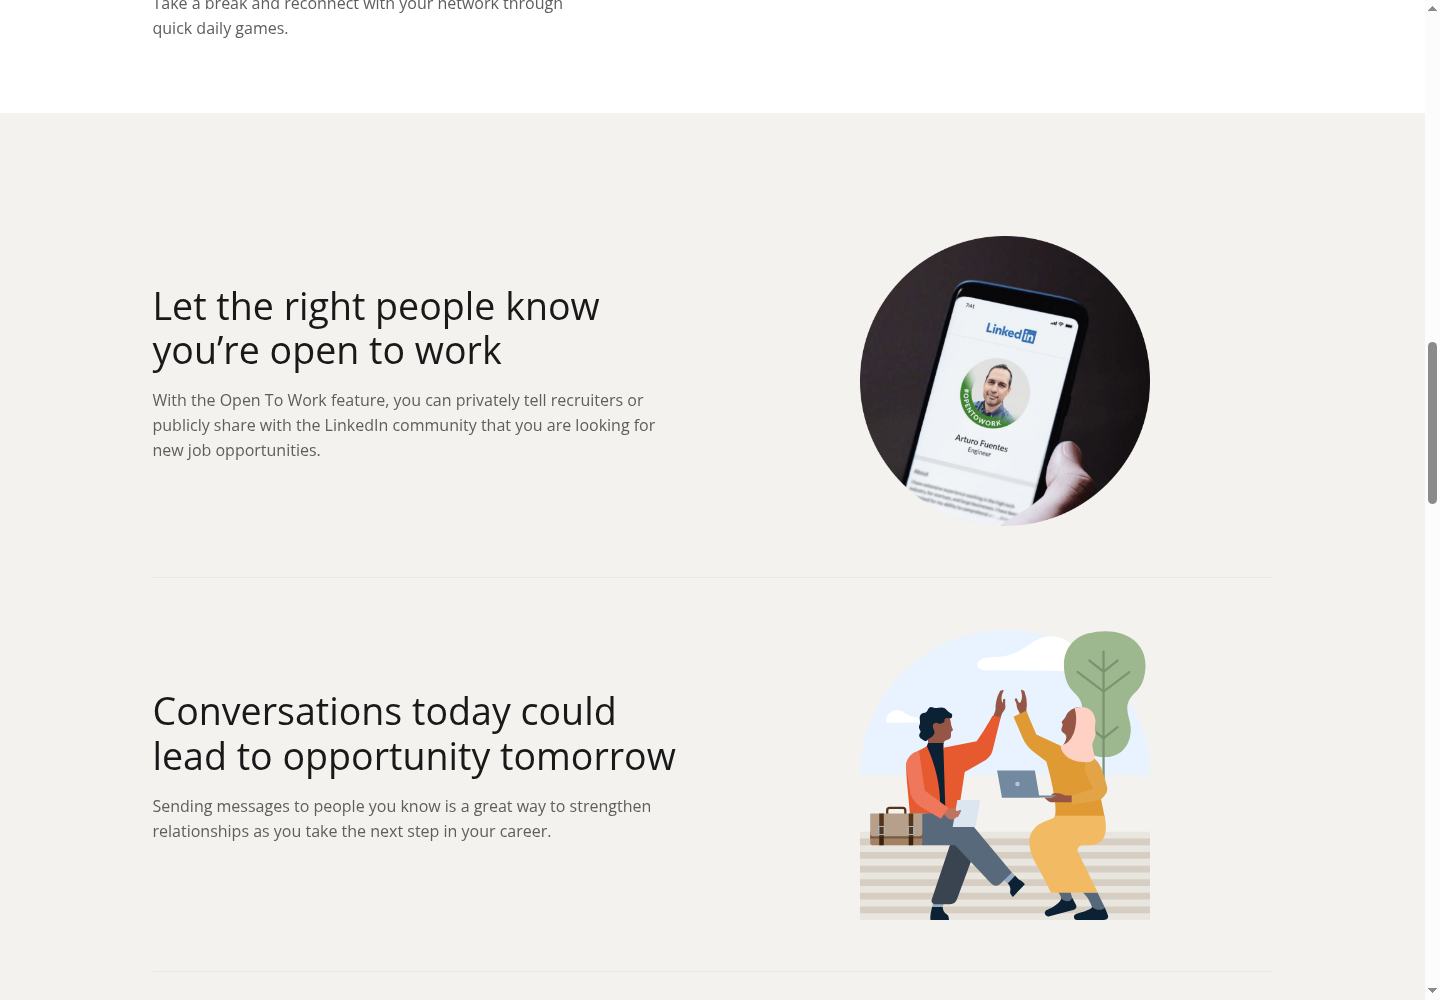 Take a break and reconnect with your network through
quick daily games.
Let the right people know
you’re open to work
With the Open To Work feature, you can privately tell recruiters or
publicly share with the LinkedIn community that you are looking for
new job opportunities.
7:41
Linkedin
#OPENTOWORK
Arturo Fuentes
Engineer
About
Conversations today could
lead to opportunity tomorrow
Sending messages to people you know is a great way to strengthen
relationships as you take the next step in your career.